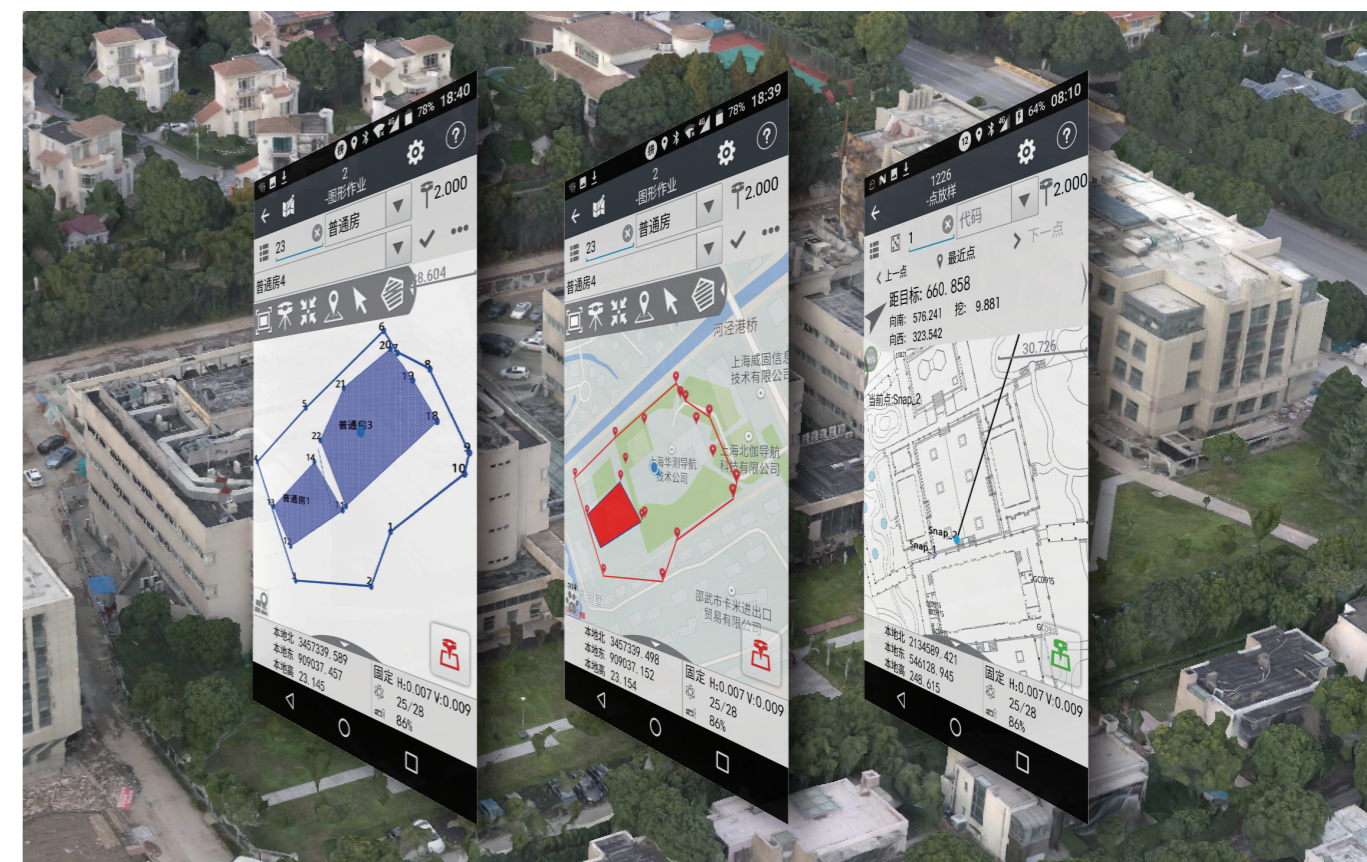 78% 18:40
2
-图形作业
2.000
23
普通房
普通房4
38.604
6
20
7
8
21
19
5
18
普通房3
22
9
4
14
10
普通房1
13
11
1
12
3
2
本地北 3457339.589
本地东 909037.457
本地高 23.145
固定 H:0.007 V:0.009
25/28
86%
拼
4G
78% 18:39
2
-图形作业
2.000
23
普通房
普通房4
河泾港桥
上海威固信息
技术有限公司
上海北伽导航
科技有限公司
上海华测导航
技术公司
邵武市卡米进出口
贸易有限公司
本地北 3457339.498
本地东 909037.152
本地高 23.154
固定 H:0.007 V:0.009
25/28
86%
12
4G
64% 08:10
1226
-点放样
2.000
1
代码
上一点
最近点
下一点
距目标: 660.858
向南: 576.241 挖: 9.881
向西: 323.542
30.726
当前点:Snap_2
Snap_2
Snap_1
GC0915
GC0915
GC0915
本地北 2134589.421
本地东 546128.945
本地高 248.615
固定 H:0.007 V:0.009
25/28
86%